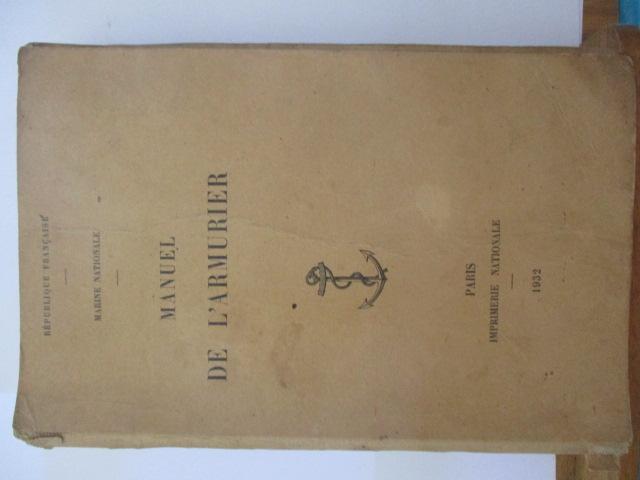 RÉPUBLIQUE FRANÇAISE
MARINE NATIONALE
MANUEL
DE L'ARMURIER
PARIS
IMPRIMERIE NATIONALE
1932